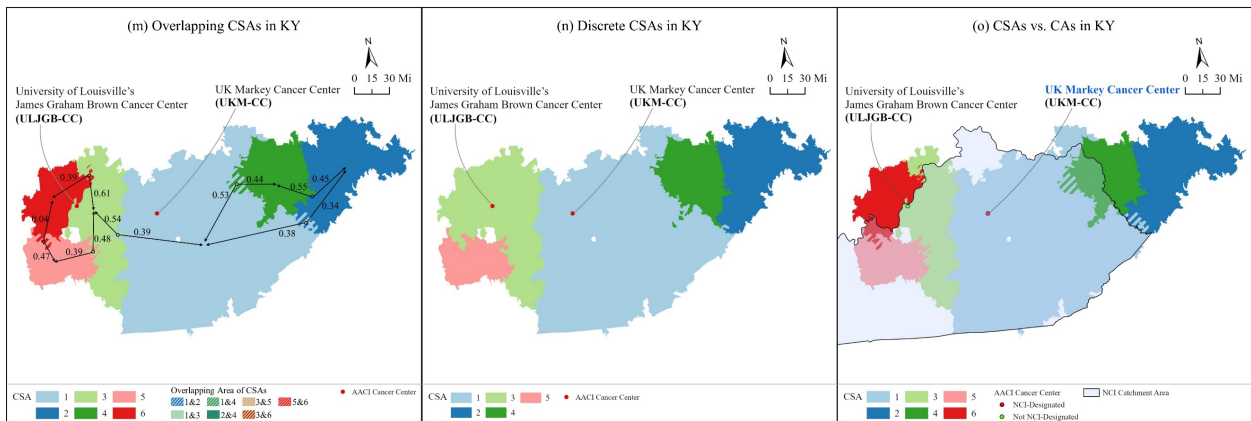 (m) Overlapping CSAs in KY
N
0 15 30 Mi
University of Louisville's
James Graham Brown Cancer Center
(ULJGB-CC)
UK Markey Cancer Center
(UKM-CC)
0.39
0.61
0.04
0.54
0.48
0.47
0.39
0.39
0.53
0.44
0.55
0.45
0.34
0.38
CSA
1
2
3
4
5
6
Overlapping Area of CSAs
1&2
1&3
1&4
2&4
3&5
3&6
5&6
AACI Cancer Center
(n) Discrete CSAs in KY
N
0 15 30 Mi
University of Louisville's
James Graham Brown Cancer Center
(ULJGB-CC)
UK Markey Cancer Center
(UKM-CC)
CSA
1
2
3
4
5
AACI Cancer Center
(o) CSAs vs. CAs in KY
N
0 15 30 Mi
University of Louisville's
James Graham Brown Cancer Center
(ULJGB-CC)
UK Markey Cancer Center
(UKM-CC)
CSA
1
2
3
4
5
6
AACI Cancer Center
NCI-Designated
Not NCI-Designated
NCI Catchment Area